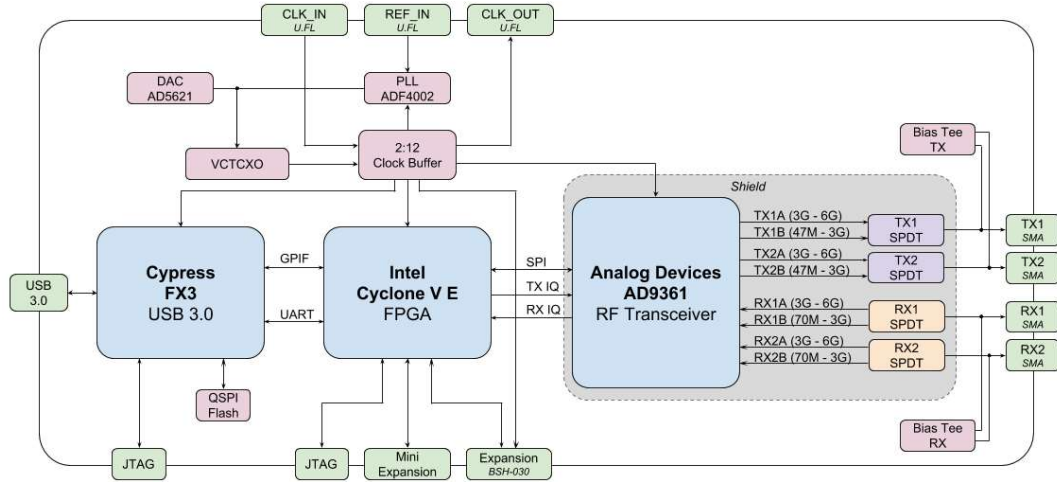 CLK_IN
U.FL
REF_IN
U.FL
CLK_OUT
U.FL
DAC
AD5621
PLL
ADF4002
VCTCXO
2:12
Clock Buffer
Bias Tee
TX
Shield
Cypress
FX3
USB 3.0
GPIF
UART
Intel
Cyclone V E
FPGA
SPI
TX IQ
RX IQ
Analog Devices
AD9361
RF Transceiver
TX1A (3G - 6G)
TX1B (47M - 3G)
TX2A (3G - 6G)
TX2B (47M - 3G)
RX1A (3G - 6G)
RX1B (70M - 3G)
RX2A (3G - 6G)
RX2B (70M - 3G)
TX1
SPDT
TX2
SPDT
RX1
SPDT
RX2
SPDT
TX1
SMA
TX2
SMA
RX1
SMA
RX2
SMA
USB
3.0
QSPI
Flash
Bias Tee
RX
JTAG
JTAG
Mini
Expansion
Expansion
BSH-030